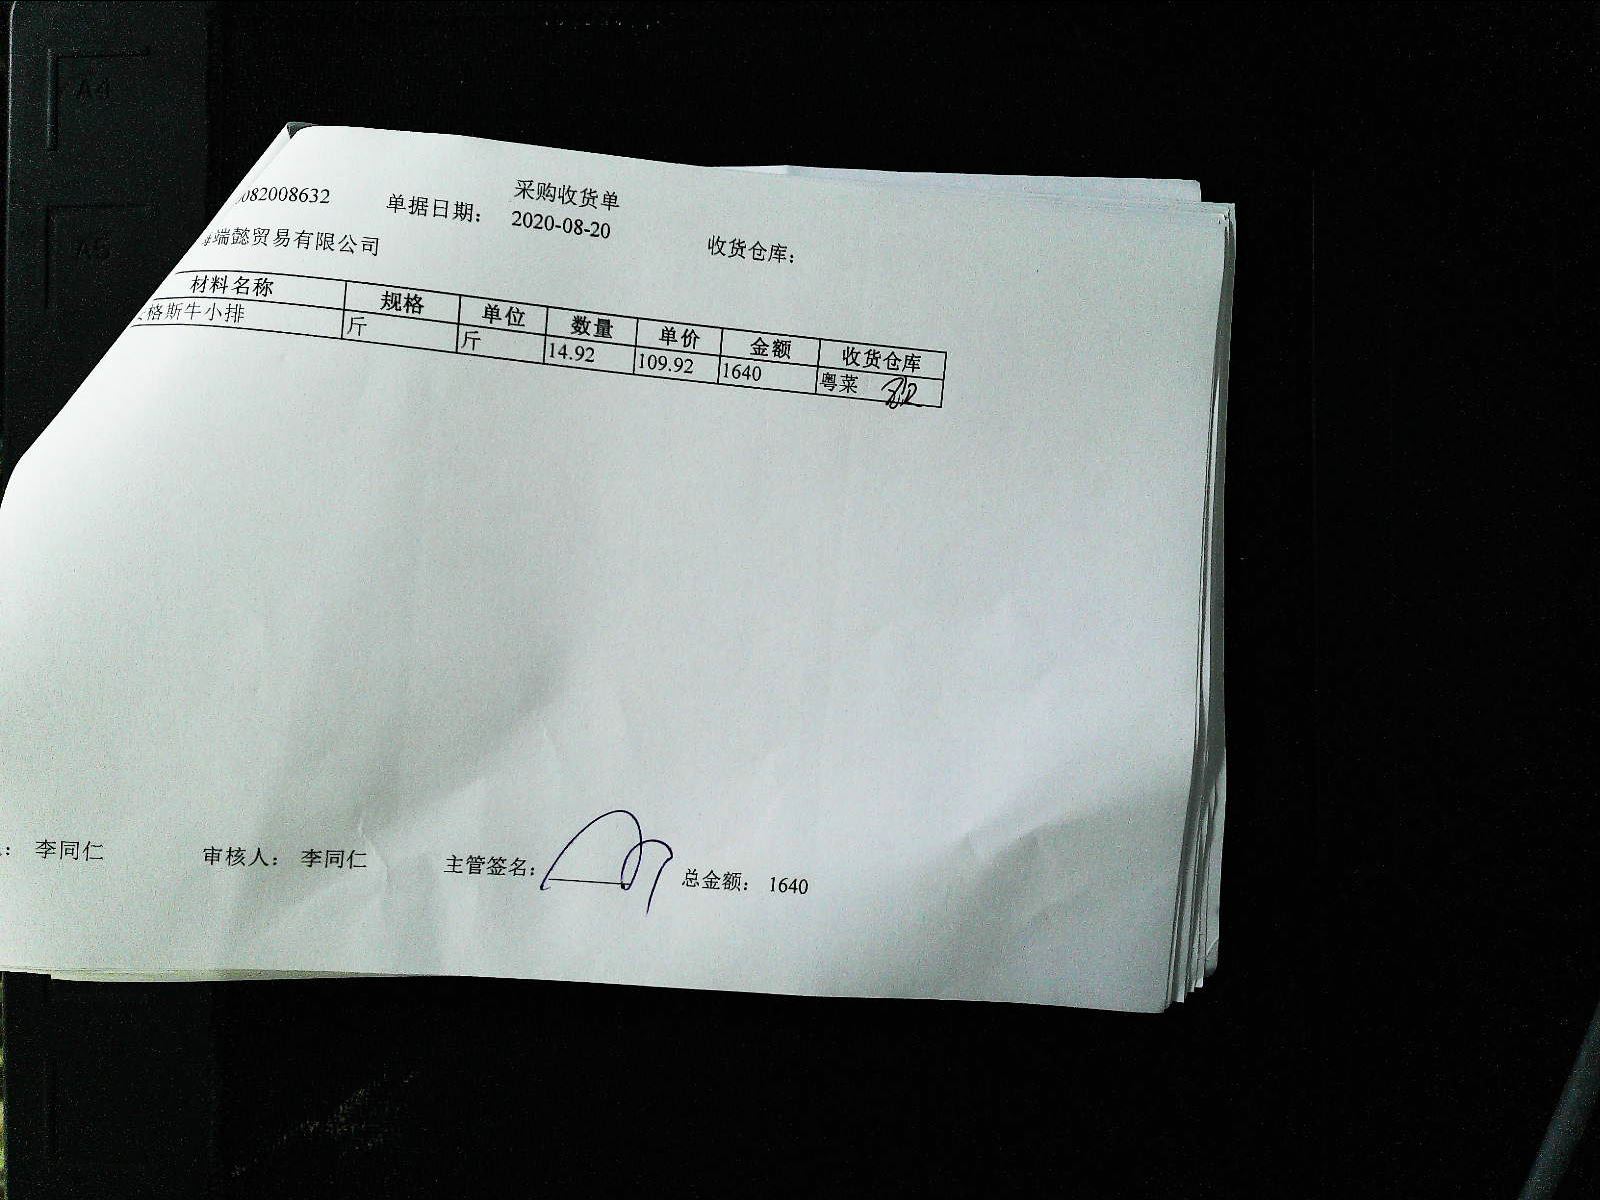 采购收货单
082008632 单据日期： 2020-08-20 收货仓库：
端懿贸易有限公司
材料名称 规格 单位 数量 单价 金额 收货仓库
格斯牛小排 斤 斤 14.92 109.92 1640 粤菜
： 李同仁 审核人： 李同仁 主管签名： 总金额： 1640
A4
A5